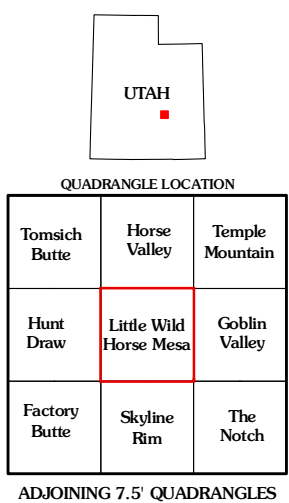 UTAH
QUADRANGLE LOCATION
Tomsich
Butte
Horse
Valley
Temple
Mountain
Hunt
Draw
Little Wild
Horse Mesa
Goblin
Valley
Factory
Butte
Skyline
Rim
The
Notch
ADJOINING 7.5' QUADRANGLES